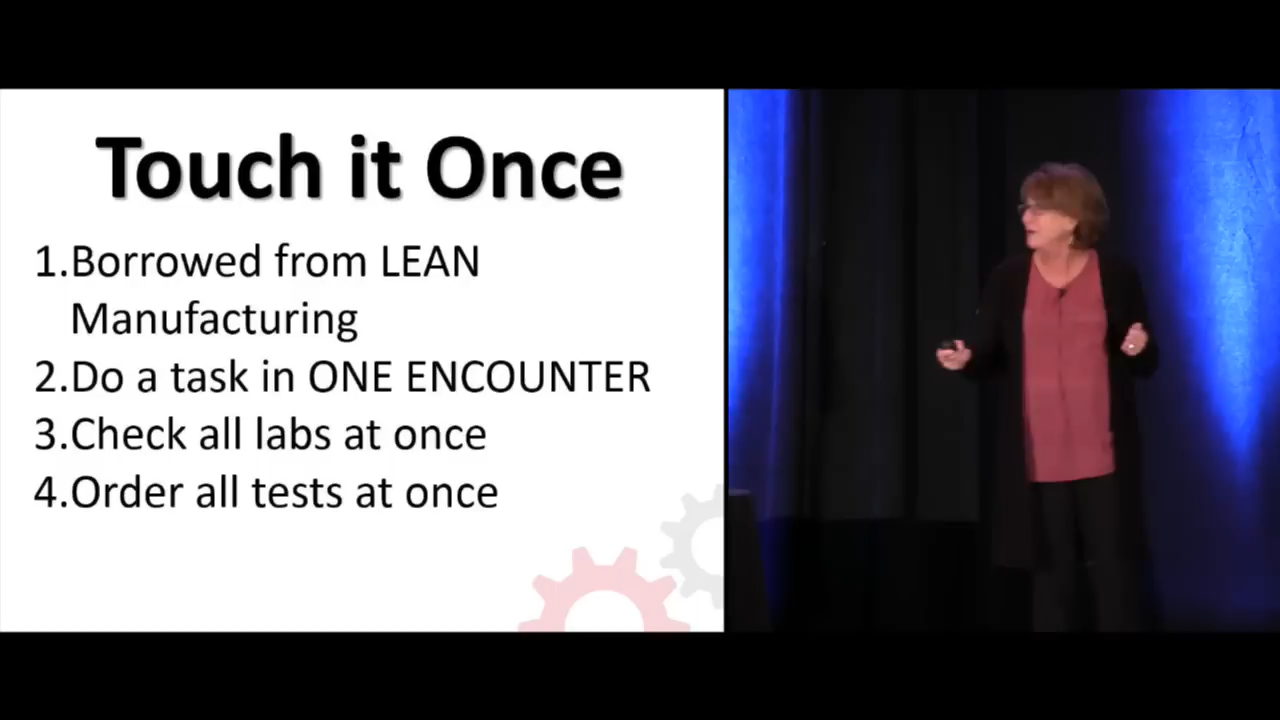 Touch it Once
1.Borrowed from LEAN
Manufacturing
2.Do a task in ONE ENCOUNTER
3.Check all labs at once
4.Order all tests at once